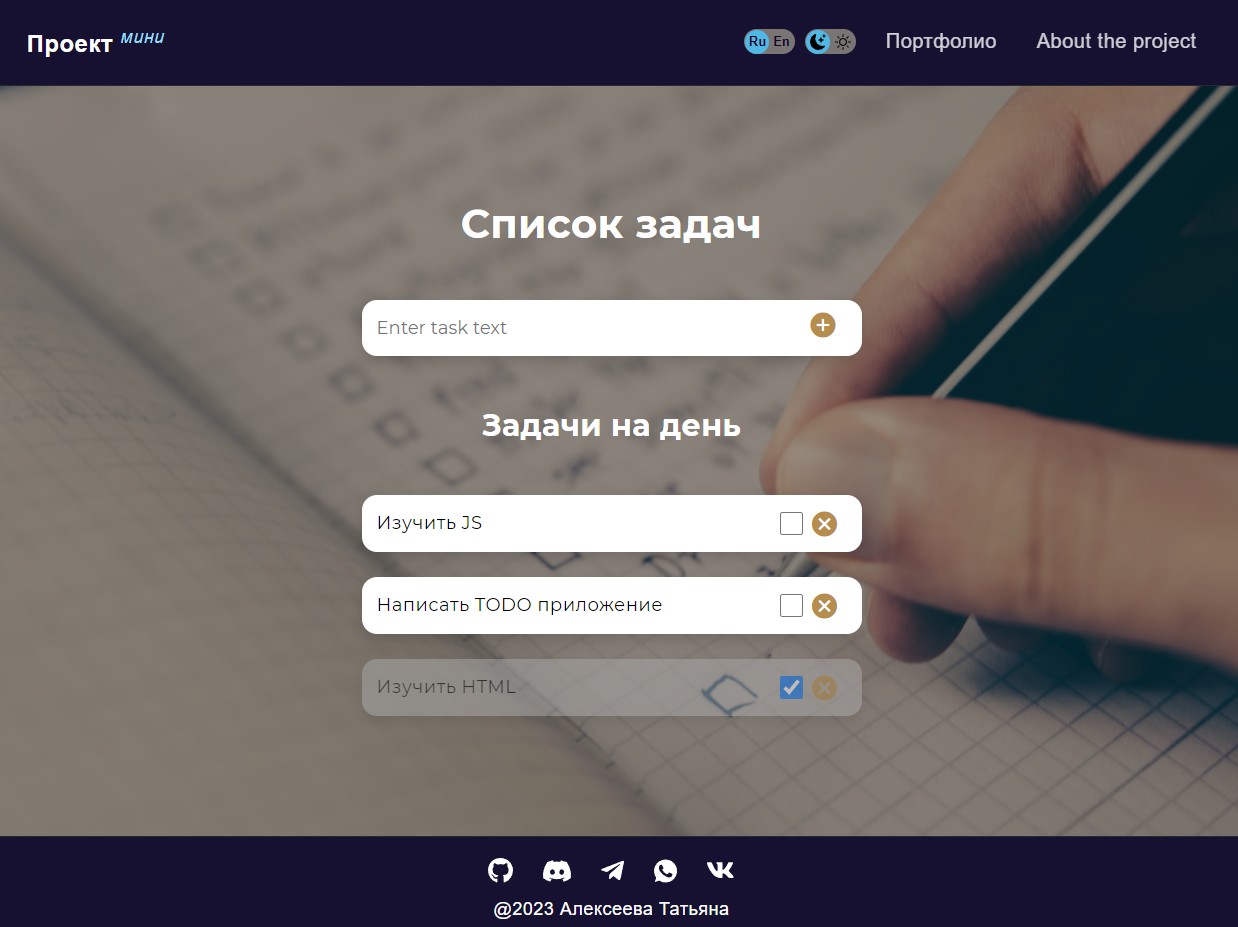 Проект мини
Ru En
Портфолио
About the project
Список задач
Enter task text
Задачи на день
Изучить JS
Написать TODO приложение
Изучить HTML
@2023 Алексеева Татьяна